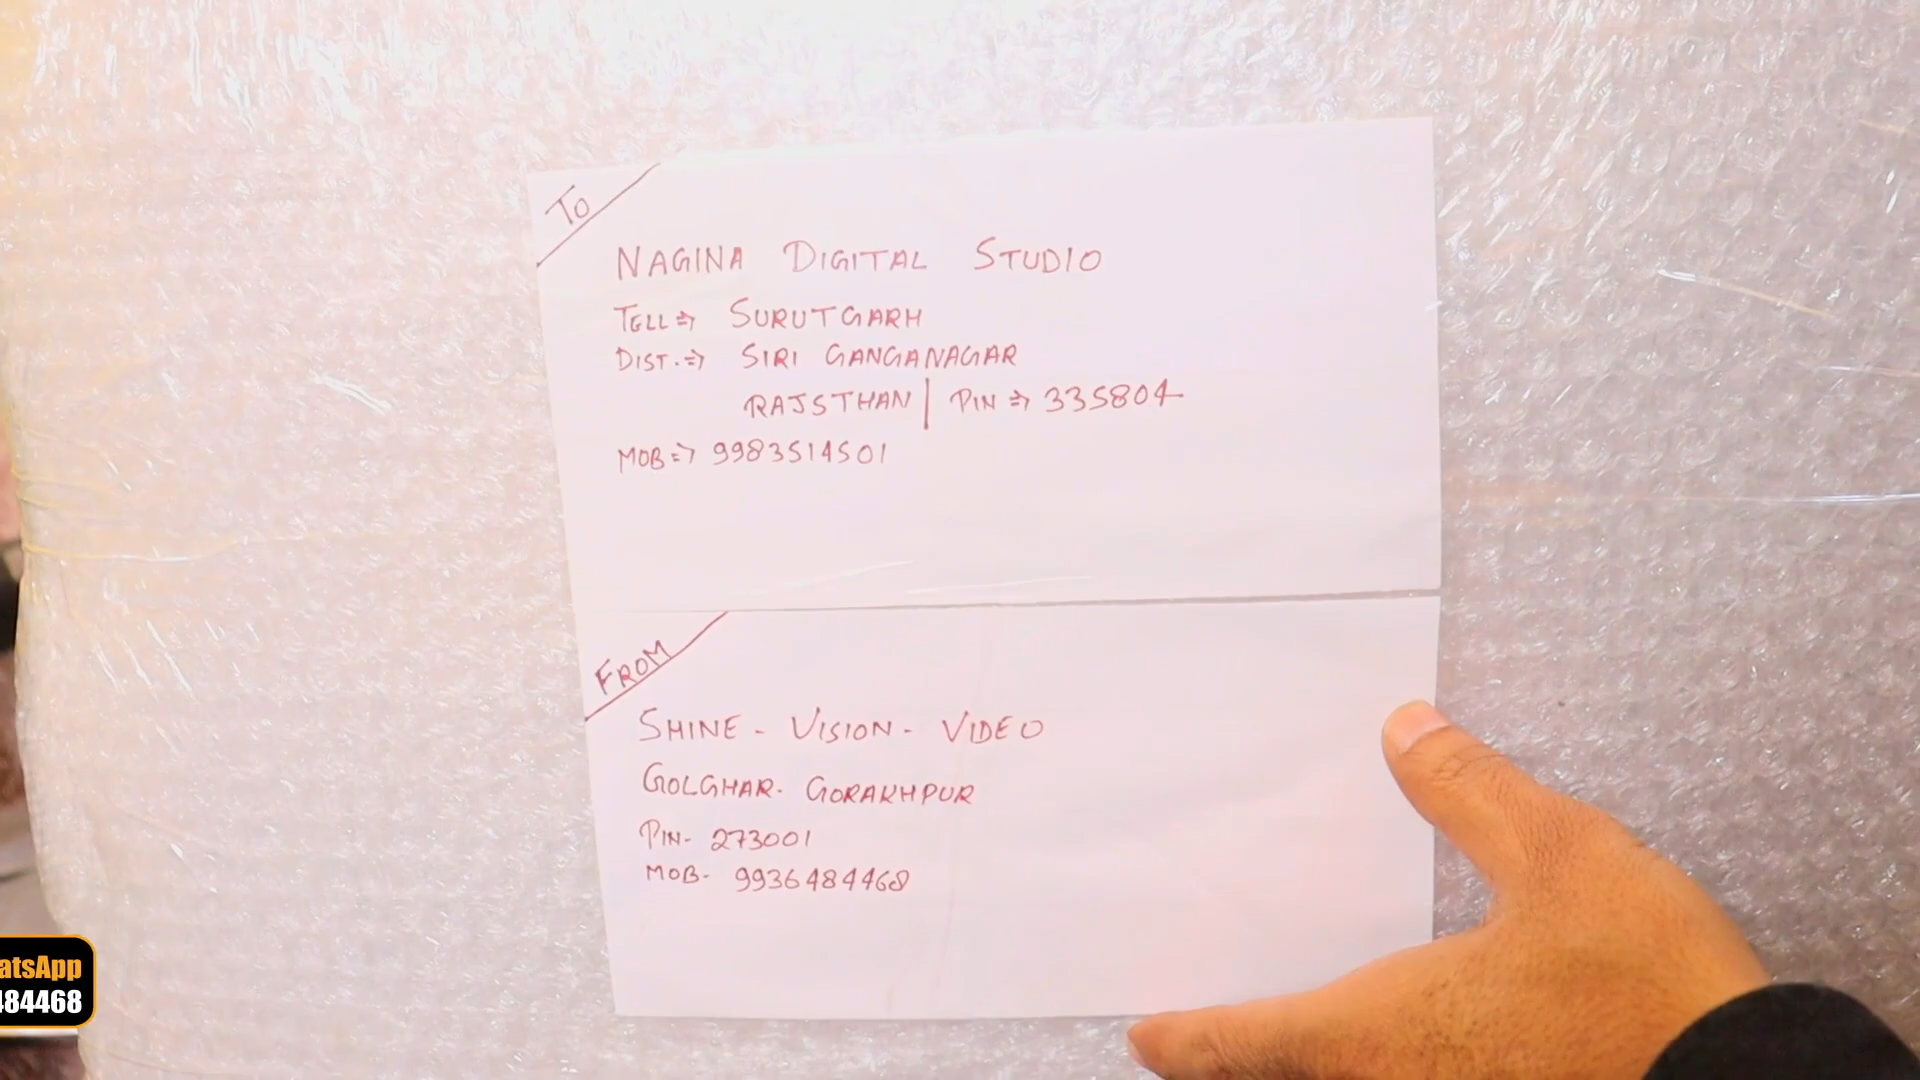 TO
NAGINA DIGITAL STUDIO
TELL ⇒ SURUTGARH
DIST. ⇒ SIRI GANGANAGAR
RAJSTHAN | PIN ⇒ 335804
MOB ⇒ 9983514501
FROM
SHINE - VISION - VIDEO
GOLGHAR- GORAKHPUR
PIN- 273001
MOB- 9936484468
atsApp
484468